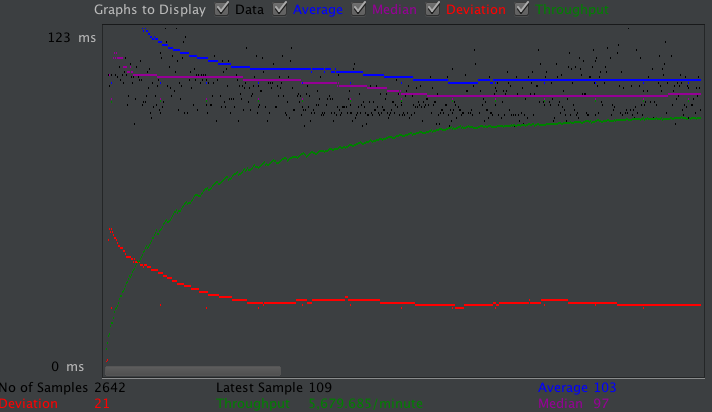 Graphs to Display Data Average Median Deviation Throughput
123 ms
0 ms
No of Samples 2642 Latest Sample 109 Average 103
Deviation 21 Throughput 5,679.685/minute Median 97